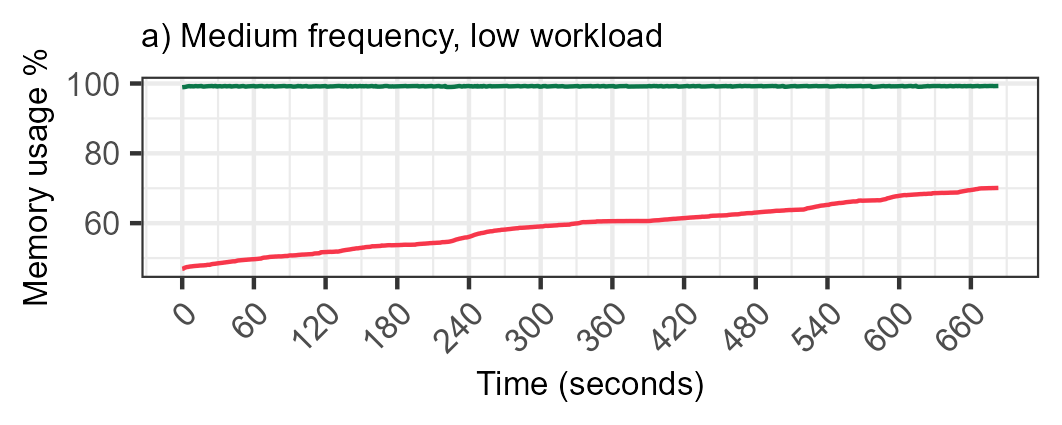 a) Medium frequency, low workload
Memory usage %
100
80
60
0 60 120 180 240 300 360 420 480 540 600 660
Time (seconds)